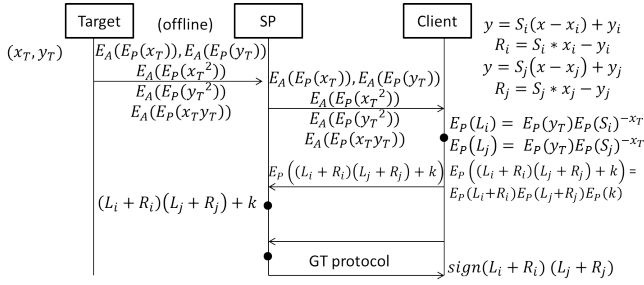 Target
(offline)
SP
Client
(x_T, y_T)
E_A(E_P(x_T)), E_A(E_P(y_T))
E_A(E_P(x_T^2))
E_A(E_P(y_T^2))
E_A(E_P(x_T y_T))
E_A(E_P(x_T)), E_A(E_P(y_T))
E_A(E_P(x_T^2))
E_A(E_P(y_T^2))
E_A(E_P(x_T y_T))
y = S_i(x − x_i) + y_i
R_i = S_i ∗ x_i − y_i
y = S_j(x − x_j) + y_j
R_j = S_j ∗ x_j − y_j
E_P(L_i) = E_P(y_T)E_P(S_i)^{−x_T}
E_P(L_j) = E_P(y_T)E_P(S_j)^{−x_T}
E_P((L_i + R_i)(L_j + R_j) + k)
E_P((L_i + R_i)(L_j + R_j) + k) =
E_P(L_i+R_i)E_P(L_j+R_j)E_P(k)
(L_i + R_i)(L_j + R_j) + k
GT protocol
sign(L_i + R_i) (L_j + R_j)